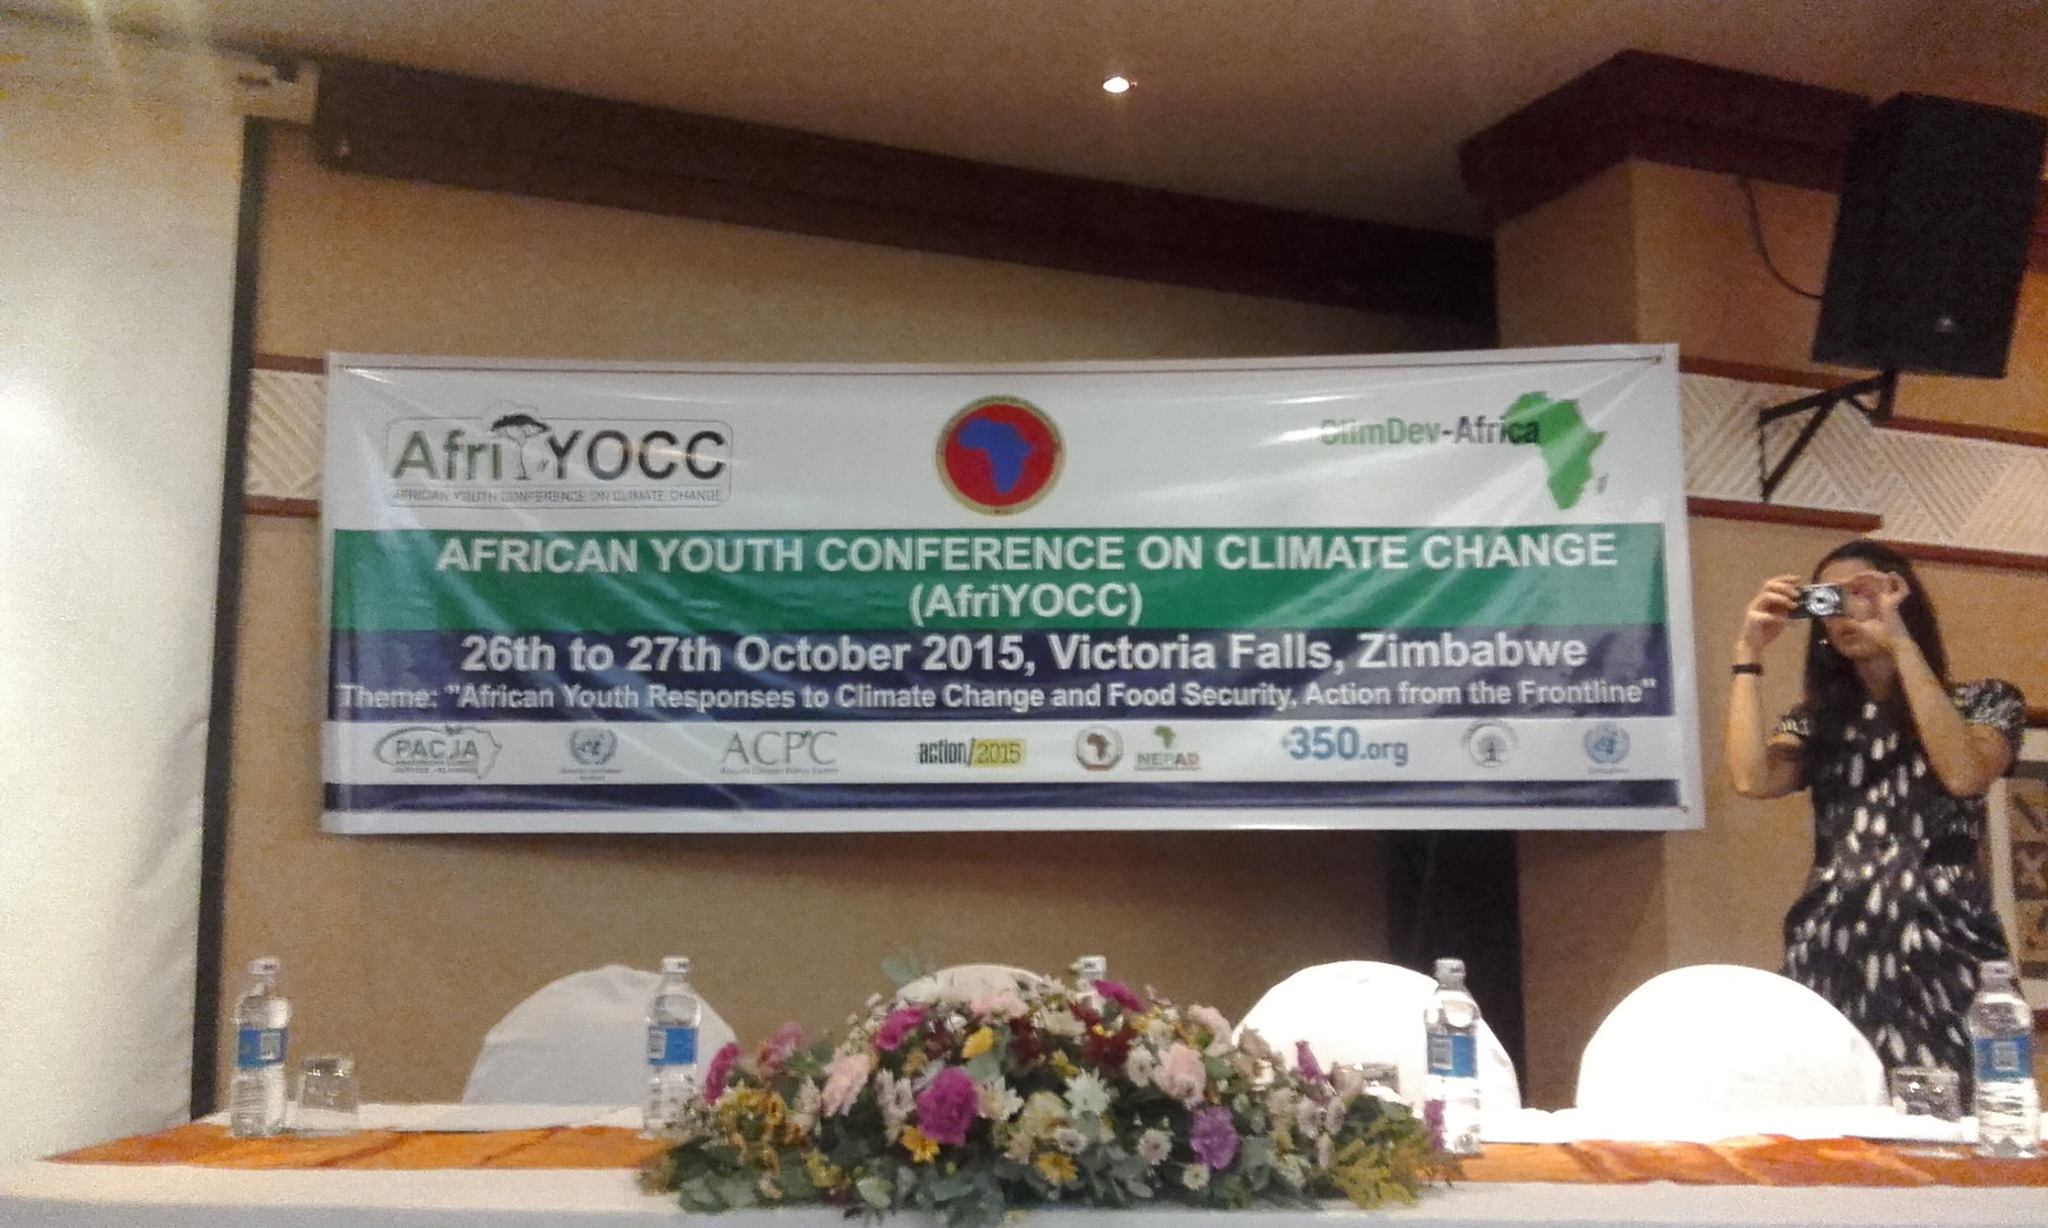 Afri YOCC
AFRICAN YOUTH CONFERENCE ON CLIMATE CHANGE
ClimDev-Africa
AFRICAN YOUTH CONFERENCE ON CLIMATE CHANGE
(AfriYOCC)
26th to 27th October 2015, Victoria Falls, Zimbabwe
Theme: "African Youth Responses to Climate Change and Food Security, Action from the Frontline"
PACJA
ACPC
action/2015
NEPAD
350.org